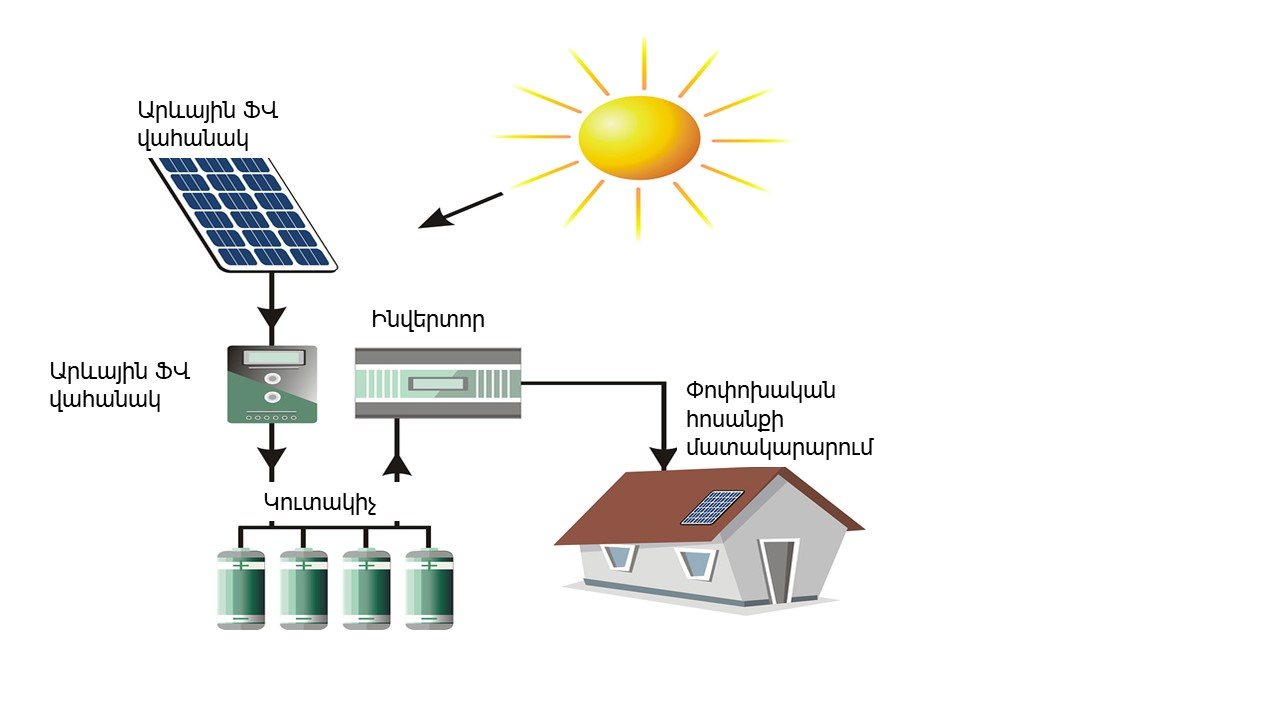 Արևային ՖՎ
վահանակ
Ինվերտոր
Արևային ՖՎ
վահանակ
Փոփոխական
հոսանքի
մատակարարում
Կուտակիչ